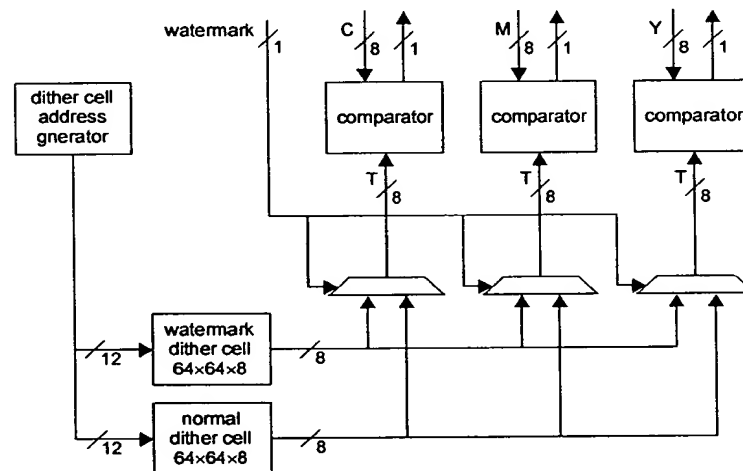 watermark 1 C 8 1 M 8 1 Y 8 1
dither cell
address
gnerator
comparator comparator comparator
T 8 T 8 T 8
watermark
dither cell
64×64×8
12 8
normal
dither cell
64×64×8
12 8